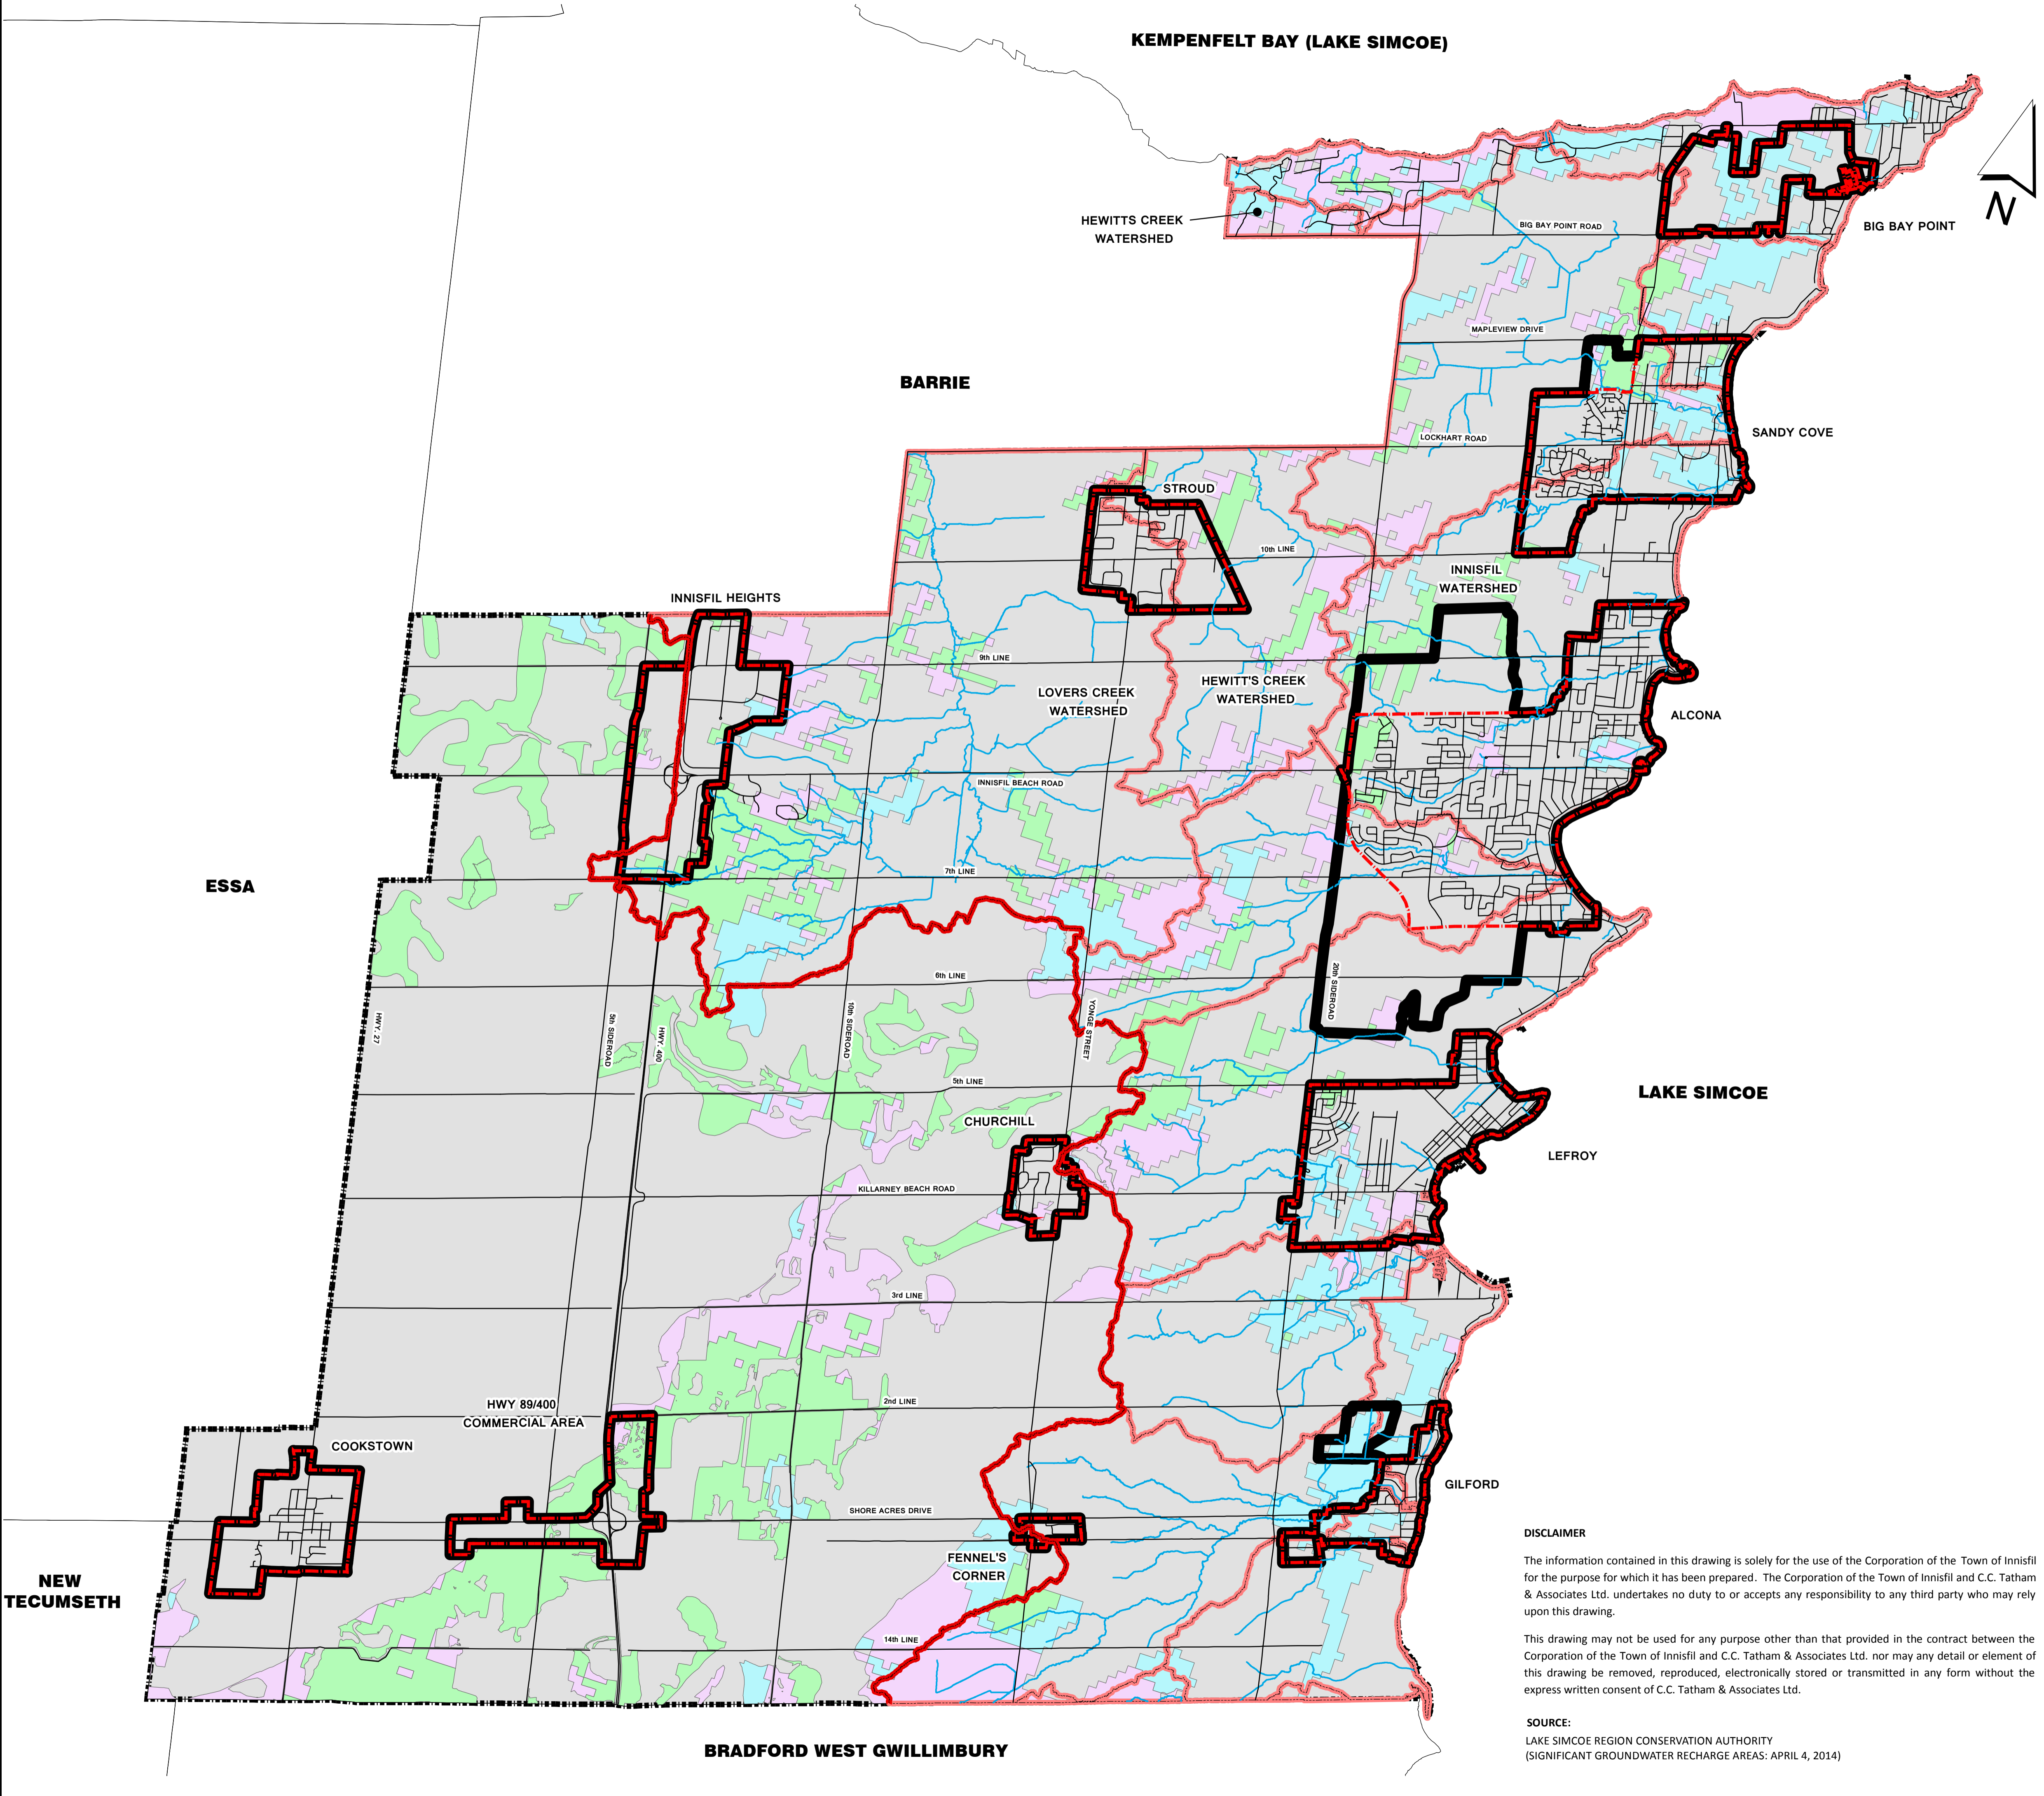 KEMPENFELT BAY (LAKE SIMCOE)
N
HEWITTS CREEK
WATERSHED
BIG BAY POINT ROAD
BIG BAY POINT
MAPLEVIEW DRIVE
BARRIE
SANDY COVE
LOCKHART ROAD
STROUD
10th LINE
INNISFIL
WATERSHED
INNISFIL HEIGHTS
9th LINE
LOVERS CREEK
WATERSHED
HEWITT'S CREEK
WATERSHED
ALCONA
INNISFIL BEACH ROAD
7th LINE
ESSA
6th LINE
20th SIDEROAD
HWY. 27
5th SIDEROAD
HWY. 400
10th SIDEROAD
YONGE STREET
5th LINE
LAKE SIMCOE
CHURCHILL
LEFROY
KILLARNEY BEACH ROAD
3rd LINE
2nd LINE
HWY 89/400
COMMERCIAL AREA
COOKSTOWN
GILFORD
SHORE ACRES DRIVE
FENNEL'S
CORNER
NEW
TECUMSETH
14th LINE
BRADFORD WEST GWILLIMBURY
DISCLAIMER
The information contained in this drawing is solely for the use of the Corporation of the Town of Innisfil
for the purpose for which it has been prepared. The Corporation of the Town of Innisfil and C.C. Tatham
& Associates Ltd. undertakes no duty to or accepts any responsibility to any third party who may rely
upon this drawing.
This drawing may not be used for any purpose other than that provided in the contract between the
Corporation of the Town of Innisfil and C.C. Tatham & Associates Ltd. nor may any detail or element of
this drawing be removed, reproduced, electronically stored or transmitted in any form without the
express written consent of C.C. Tatham & Associates Ltd.
SOURCE:
LAKE SIMCOE REGION CONSERVATION AUTHORITY
(SIGNIFICANT GROUNDWATER RECHARGE AREAS: APRIL 4, 2014)